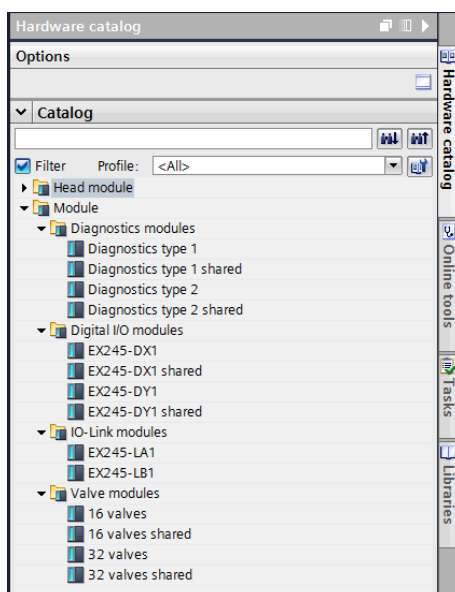 Hardware catalog
Options
Catalog
Filter Profile: <All>
Head module
Module
Diagnostics modules
Diagnostics type 1
Diagnostics type 1 shared
Diagnostics type 2
Diagnostics type 2 shared
Digital I/O modules
EX245-DX1
EX245-DX1 shared
EX245-DY1
EX245-DY1 shared
IO-Link modules
EX245-LA1
EX245-LB1
Valve modules
16 valves
16 valves shared
32 valves
32 valves shared
Hardware catalog
Online tools
Tasks
Libraries